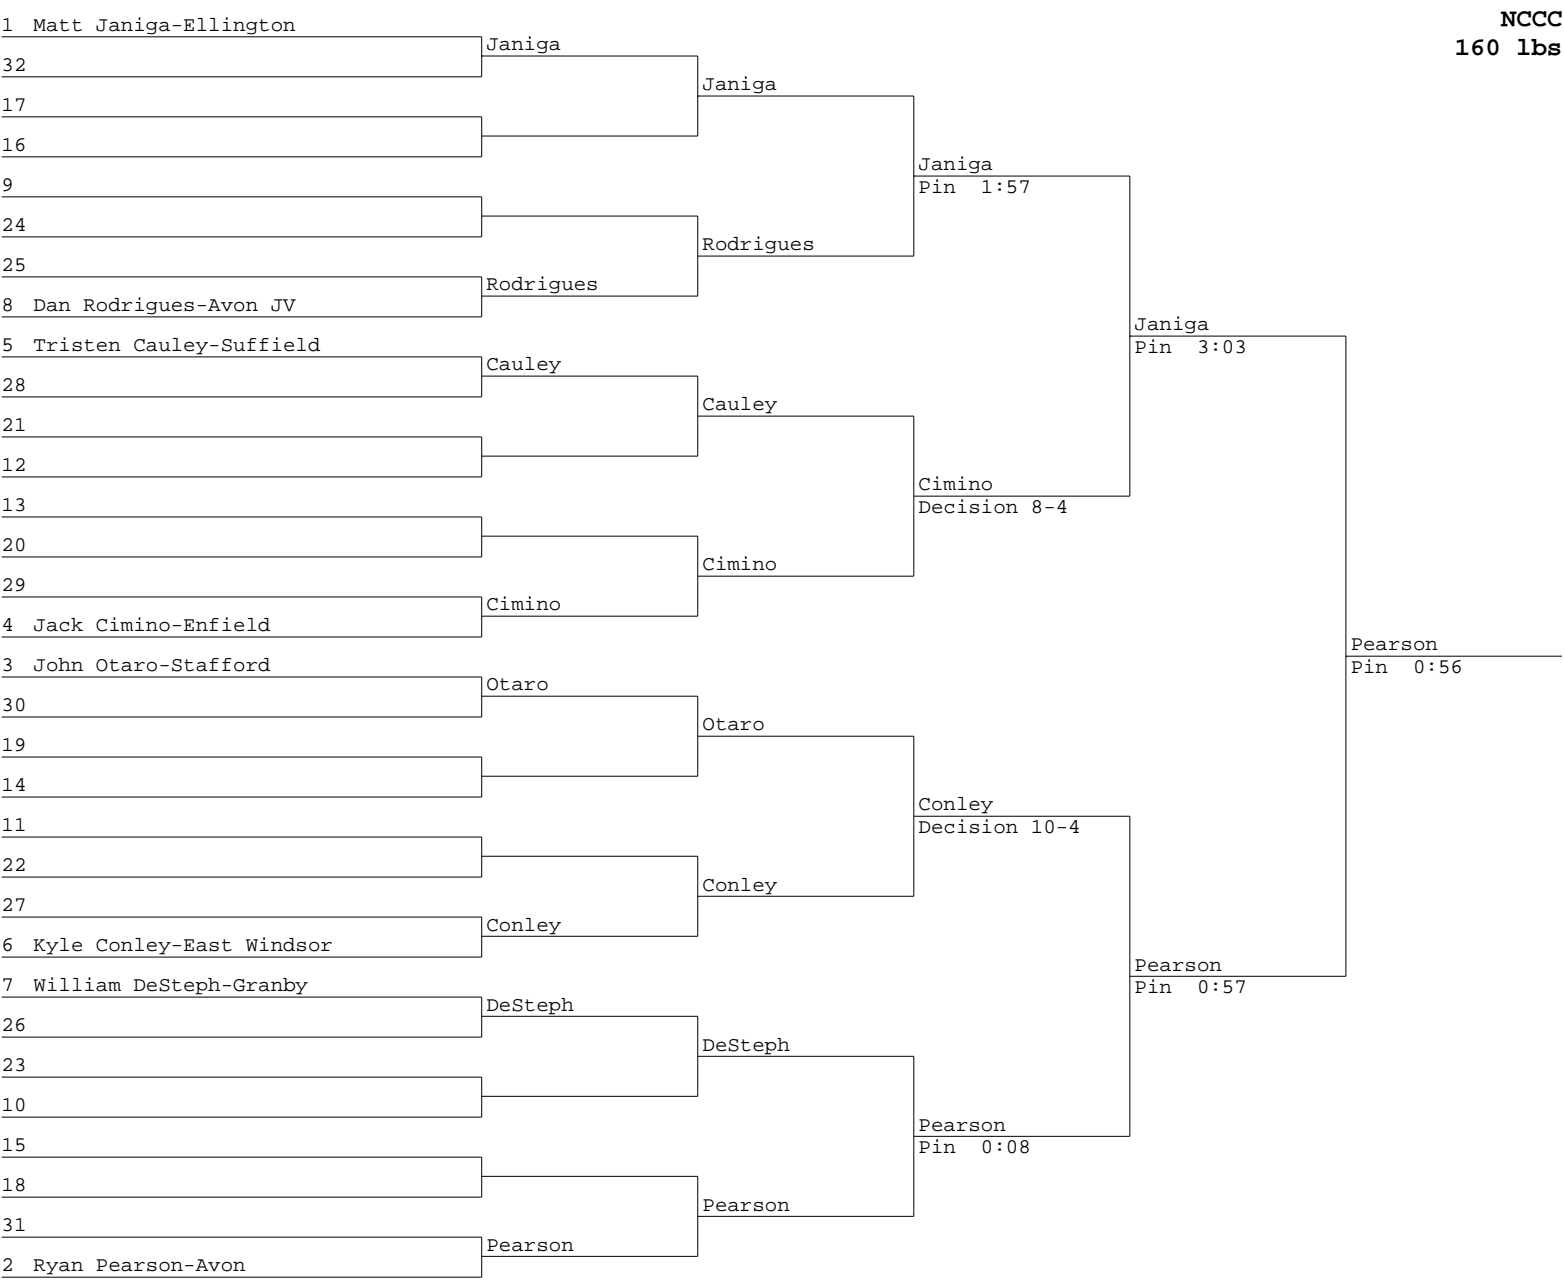 NCCC
160 lbs
1 Matt Janiga-Ellington
32
17
16
9
24
25
8 Dan Rodrigues-Avon JV
5 Tristen Cauley-Suffield
28
21
12
13
20
29
4 Jack Cimino-Enfield
3 John Otaro-Stafford
30
19
14
11
22
27
6 Kyle Conley-East Windsor
7 William DeSteph-Granby
26
23
10
15
18
31
2 Ryan Pearson-Avon
Janiga
Rodrigues
Cauley
Cimino
Otaro
Conley
DeSteph
Pearson
Janiga
Rodrigues
Cauley
Cimino
Otaro
Conley
DeSteph
Pearson
Janiga
Pin 1:57
Cimino
Decision 8-4
Conley
Decision 10-4
Pearson
Pin 0:08
Janiga
Pin 3:03
Pearson
Pin 0:57
Pearson
Pin 0:56